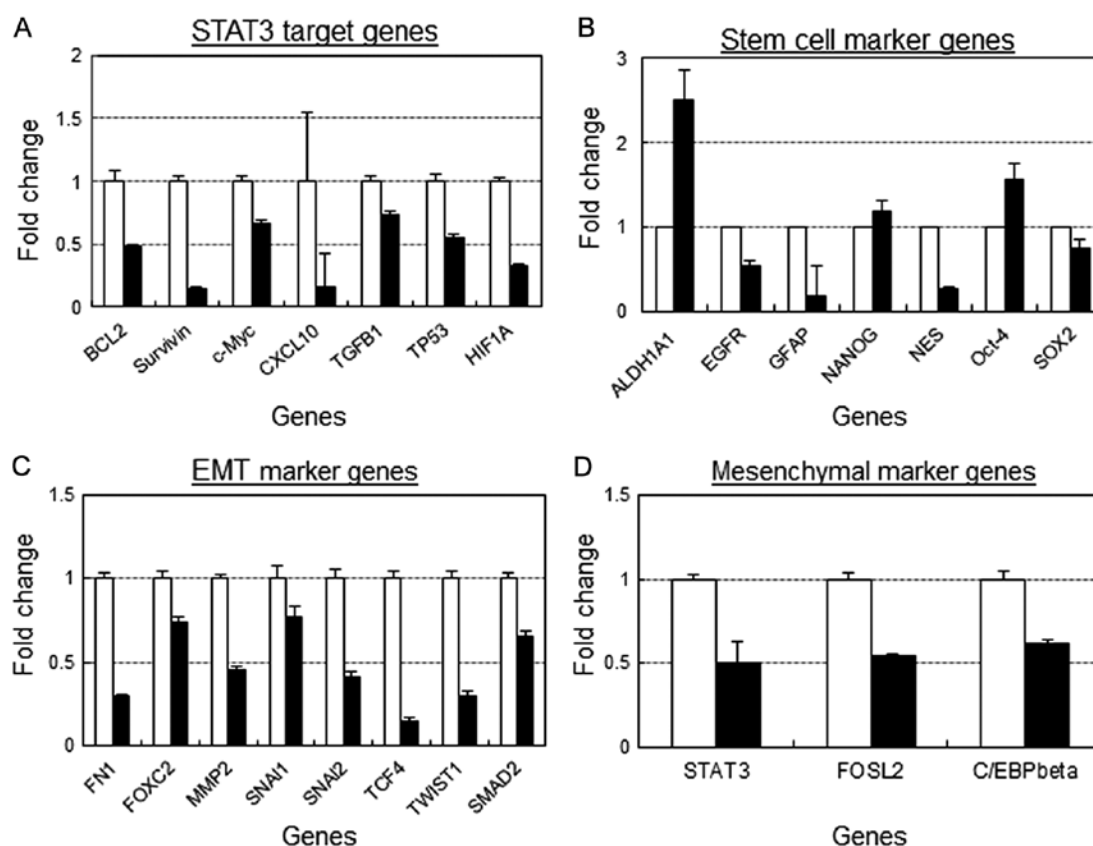 A
STAT3 target genes
2
1.5
1
0.5
0
Fold change
BCL2
Survivin
c-Myc
CXCL10
TGFB1
TP53
HIF1A
Genes
B
Stem cell marker genes
3
2
1
0
Fold change
ALDH1A1
EGFR
GFAP
NANOG
NES
Oct-4
SOX2
Genes
C
EMT marker genes
1.5
1
0.5
0
Fold change
FN1
FOXC2
MMP2
SNAI1
SNAI2
TCF4
TWIST1
SMAD2
Genes
D
Mesenchymal marker genes
1.5
1
0.5
0
Fold change
STAT3
FOSL2
C/EBPbeta
Genes